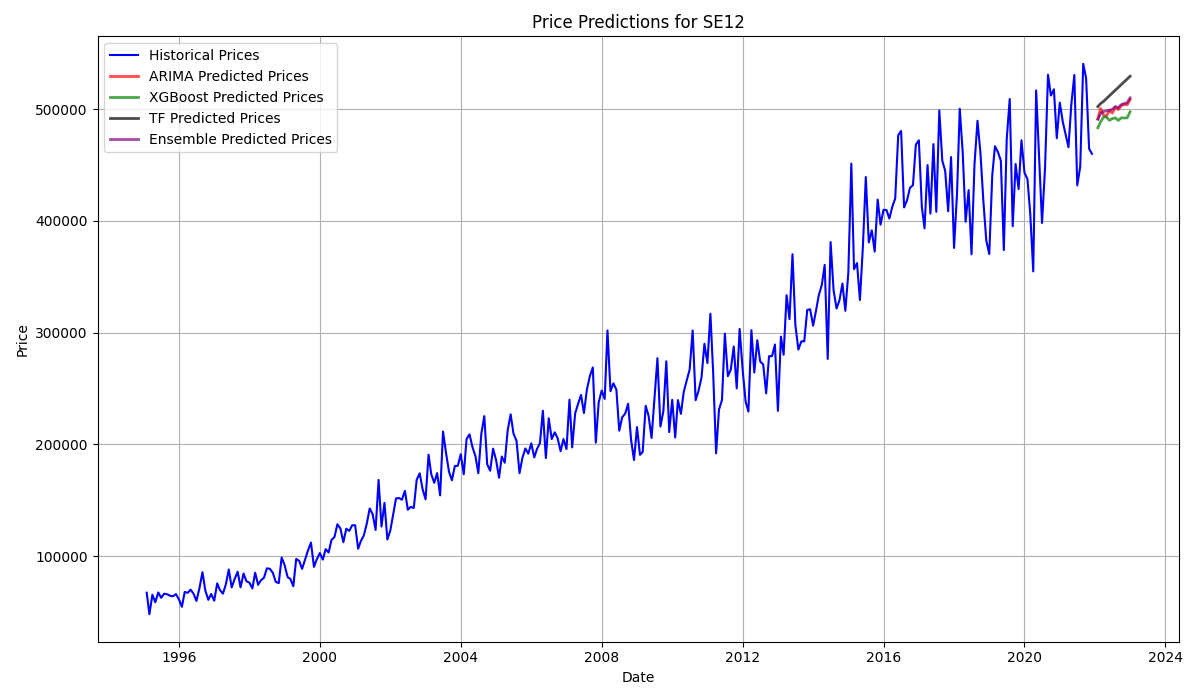 Price Predictions for SE12
Historical Prices
ARIMA Predicted Prices
XGBoost Predicted Prices
TF Predicted Prices
Ensemble Predicted Prices
500000
400000
300000
200000
100000
Price
1996 2000 2004 2008 2012 2016 2020 2024
Date